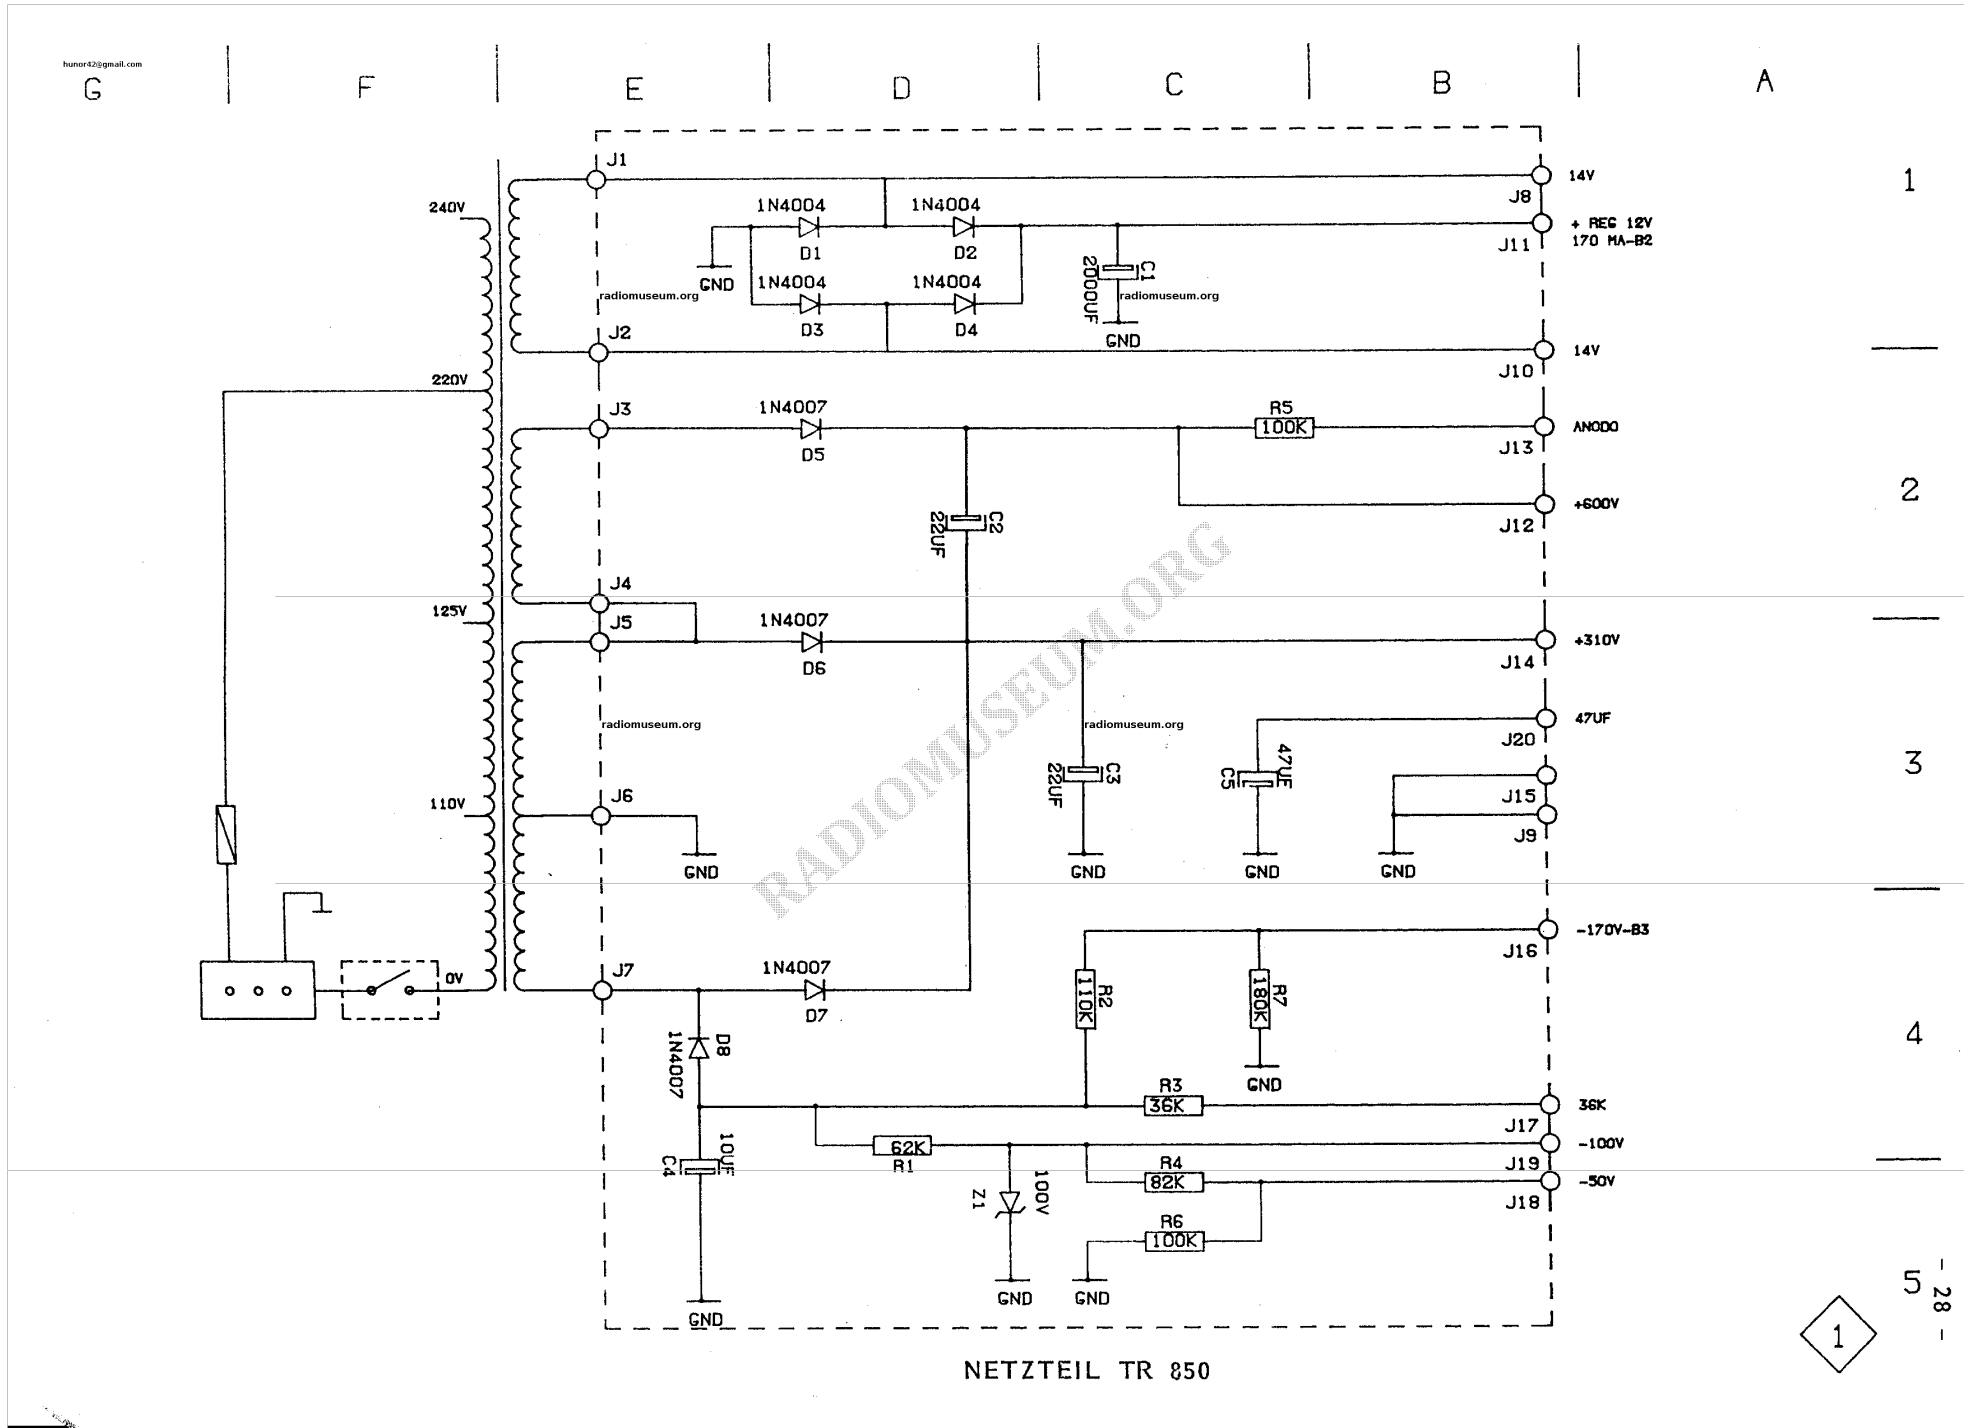 hunor42@gmail.com
G F E D C B A
J1
14V
1
240V
1N4004 1N4004
J8
+ REG 12V
170 MA-B2
D1 D2
J11
GND
C1
2000UF
1N4004 1N4004
radiomuseum.org
radiomuseum.org
D3 D4
J2
GND
14V
220V
J10
J3
1N4007
R5
100K
ANODO
D5
J13
2
+600V
C2
22UF
J12
J4
125V
J5
1N4007
+310V
D6
J14
radiomuseum.org
radiomuseum.org
47UF
J20
3
C3
22UF
47UF
C5
J6
J15
110V
J9
GND
GND
GND
GND
RADIOMUSEUM.ORG
-170V-B3
J16
J7
1N4007
0V
D7
R2
110K
R7
180K
4
D8
1N4007
GND
R3
36K
36K
J17
10UF
C4
62K
R1
-100V
J19
R4
82K
-50V
J18
100V
Z1
R6
100K
GND
GND
GND
5
- 28 -
1
NETZTEIL TR 850